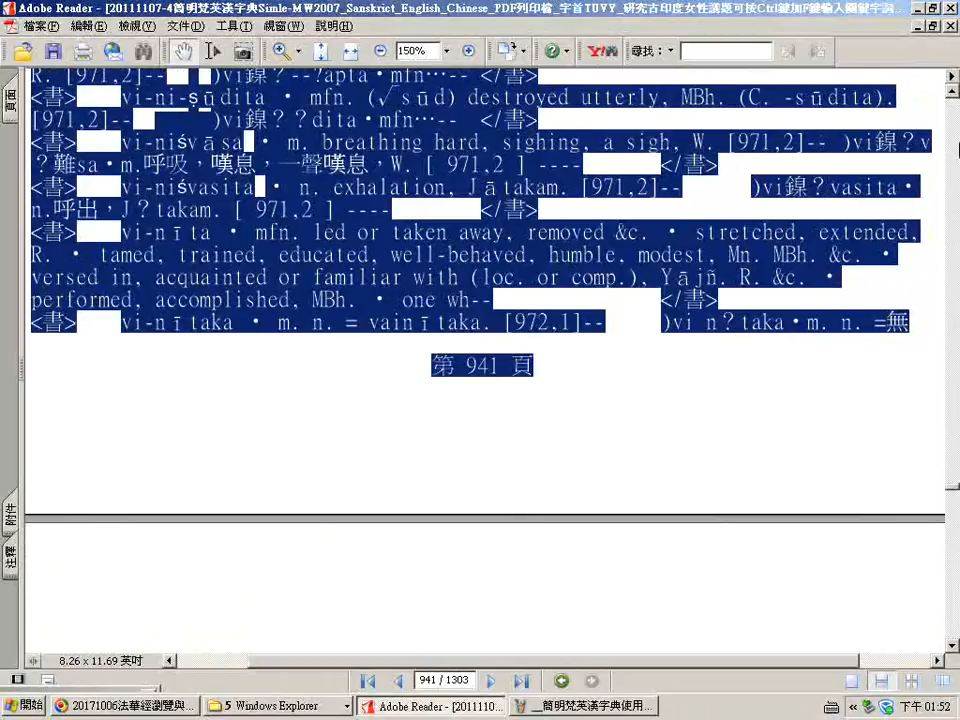 Adobe Reader - [20111107-4簡明梵英漢字典Simle-MW2007_Sanskrict_English_Chinese_PDF列印檔_字首TUVY_研究古印度女性議題可按Ctrl鍵加F鍵輸入關鍵字詞...
檔案(F) 編輯(E) 檢視(V) 文件(D) 工具(T) 視窗(W) 說明(H)
150% 尋找：
頁面
R. [971,2]-- )vi鎳？--?apta・mfn…-- </書>
<書> vi-ni-ṣūdita ・ mfn. (√sūd) destroyed utterly, MBh. (C. -sūdita).
[971,2]-- )vi鎳？？dita・mfn…-- </書>
<書> vi-niśvāsa ・ m. breathing hard, sighing, a sigh, W. [971,2]-- )vi鎳？v
？難sa・m.呼吸，嘆息，一聲嘆息，W. [ 971,2 ] ---- </書>
<書> vi-niśvasita ・ n. exhalation, Jātakam. [971,2]-- )vi鎳？vasita・
n.呼出，J？takam. [ 971,2 ] ---- </書>
<書> vi-nīta ・ mfn. led or taken away, removed &c. ・ stretched, extended,
R. ・ tamed, trained, educated, well-behaved, humble, modest, Mn. MBh. &c. ・
versed in, acquainted or familiar with (loc. or comp.), Yājñ. R. &c. ・
performed, accomplished, MBh. ・ one wh-- </書>
<書> vi-nītaka ・ m. n. = vainītaka. [972,1]-- )vi n？taka・m. n. =無
第 941 頁
附件
注釋
8.26 x 11.69 英吋
941 / 1303
開始 20171006法華經瀏覽與... 5 Windows Explorer Adobe Reader - [2011110... __簡明梵英漢字典使用... 下午 01:52